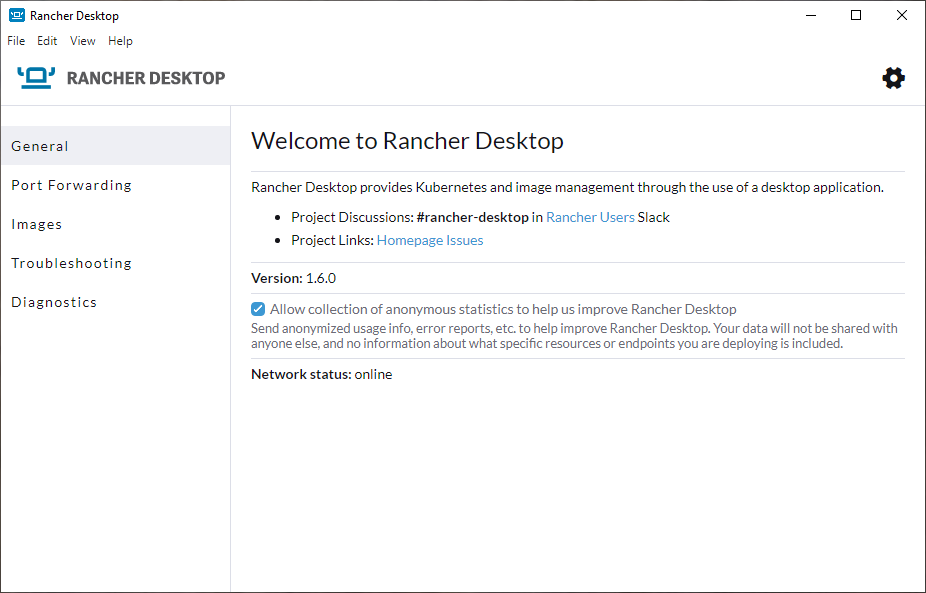 Rancher Desktop
File Edit View Help
RANCHER DESKTOP
General
Port Forwarding
Images
Troubleshooting
Diagnostics
Welcome to Rancher Desktop
Rancher Desktop provides Kubernetes and image management through the use of a desktop application.
Project Discussions: #rancher-desktop in Rancher Users Slack
Project Links: Homepage Issues
Version: 1.6.0
Allow collection of anonymous statistics to help us improve Rancher Desktop
Send anonymized usage info, error reports, etc. to help improve Rancher Desktop. Your data will not be shared with
anyone else, and no information about what specific resources or endpoints you are deploying is included.
Network status: online